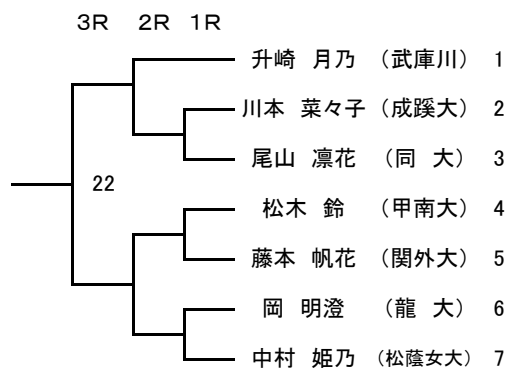 3R 2R 1R
升崎 月乃 （武庫川） 1
川本 菜々子 （成蹊大） 2
尾山 凛花 （同 大） 3
22
松木 鈴 （甲南大） 4
藤本 帆花 （関外大） 5
岡 明澄 （龍 大） 6
中村 姫乃 （松蔭女大） 7